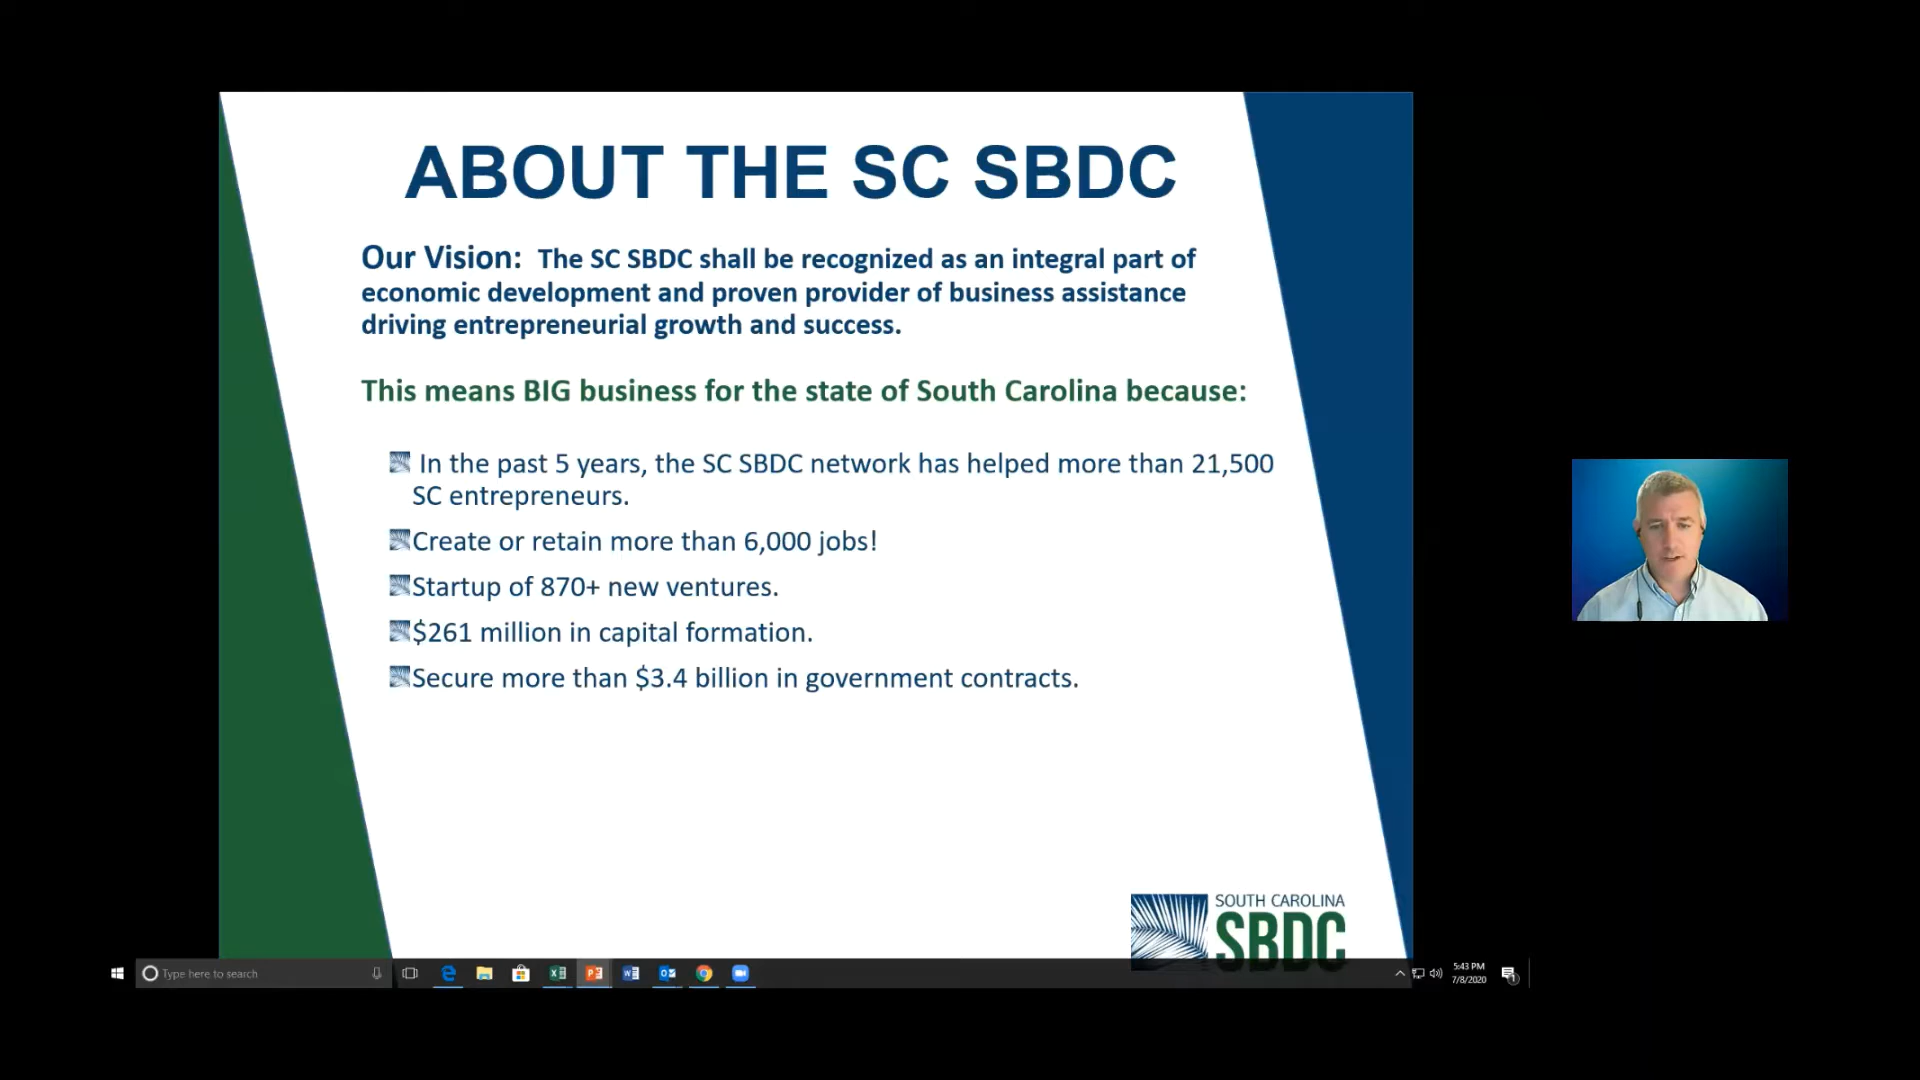 ABOUT THE SC SBDC
Our Vision: The SC SBDC shall be recognized as an integral part of
economic development and proven provider of business assistance
driving entrepreneurial growth and success.
This means BIG business for the state of South Carolina because:
In the past 5 years, the SC SBDC network has helped more than 21,500
SC entrepreneurs.
Create or retain more than 6,000 jobs!
Startup of 870+ new ventures.
$261 million in capital formation.
Secure more than $3.4 billion in government contracts.
SOUTH CAROLINA
SBDC
Type here to search
5:43 PM
7/8/2020